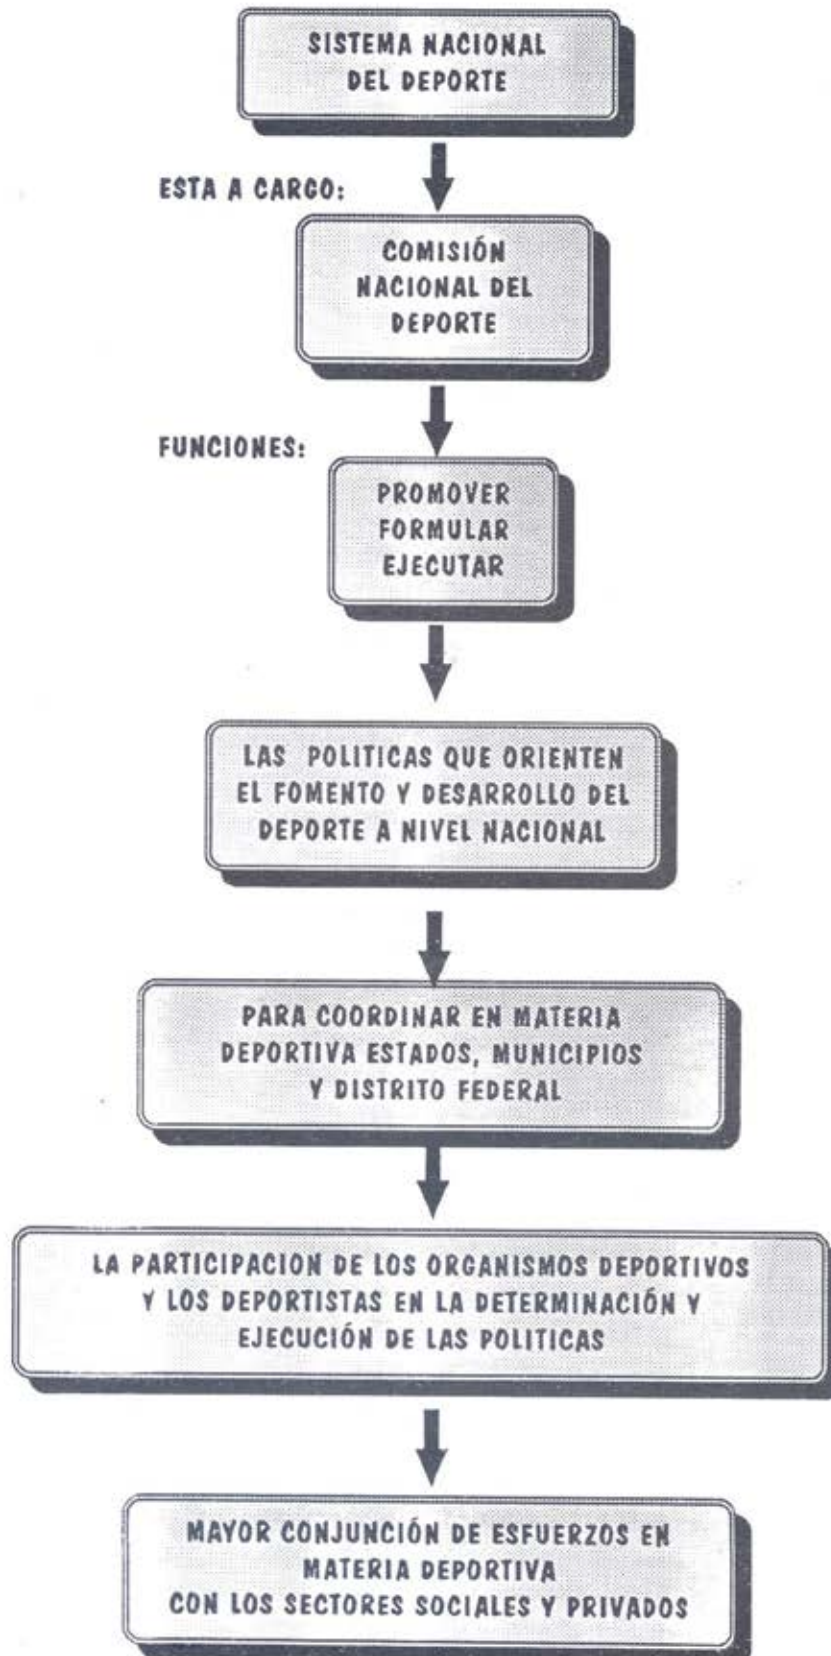 SISTEMA NACIONAL
DEL DEPORTE
ESTA A CARGO:
COMISIÓN
NACIONAL DEL
DEPORTE
FUNCIONES:
PROMOVER
FORMULAR
EJECUTAR
LAS POLITICAS QUE ORIENTEN
EL FOMENTO Y DESARROLLO DEL
DEPORTE A NIVEL NACIONAL
PARA COORDINAR EN MATERIA
DEPORTIVA ESTADOS, MUNICIPIOS
Y DISTRITO FEDERAL
LA PARTICIPACION DE LOS ORGANISMOS DEPORTIVOS
Y LOS DEPORTISTAS EN LA DETERMINACIÓN Y
EJECUCIÓN DE LAS POLITICAS
MAYOR CONJUNCIÓN DE ESFUERZOS EN
MATERIA DEPORTIVA
CON LOS SECTORES SOCIALES Y PRIVADOS